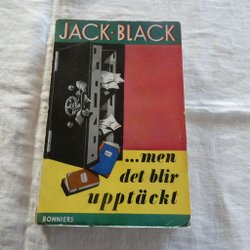 JACK·BLACK
...men
det blir
upptäckt
BONNIERS